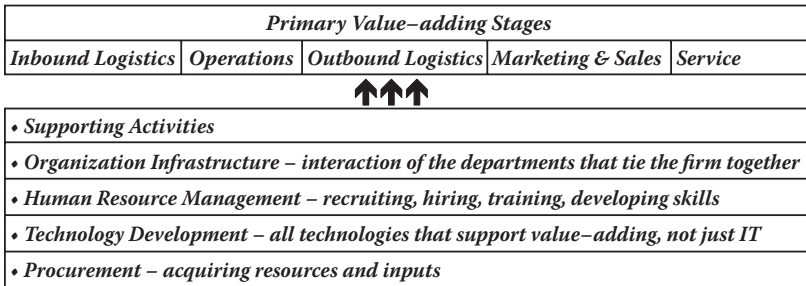 Primary Value–adding Stages
Inbound Logistics Operations Outbound Logistics Marketing & Sales Service
• Supporting Activities
• Organization Infrastructure – interaction of the departments that tie the firm together
• Human Resource Management – recruiting, hiring, training, developing skills
• Technology Development – all technologies that support value–adding, not just IT
• Procurement – acquiring resources and inputs